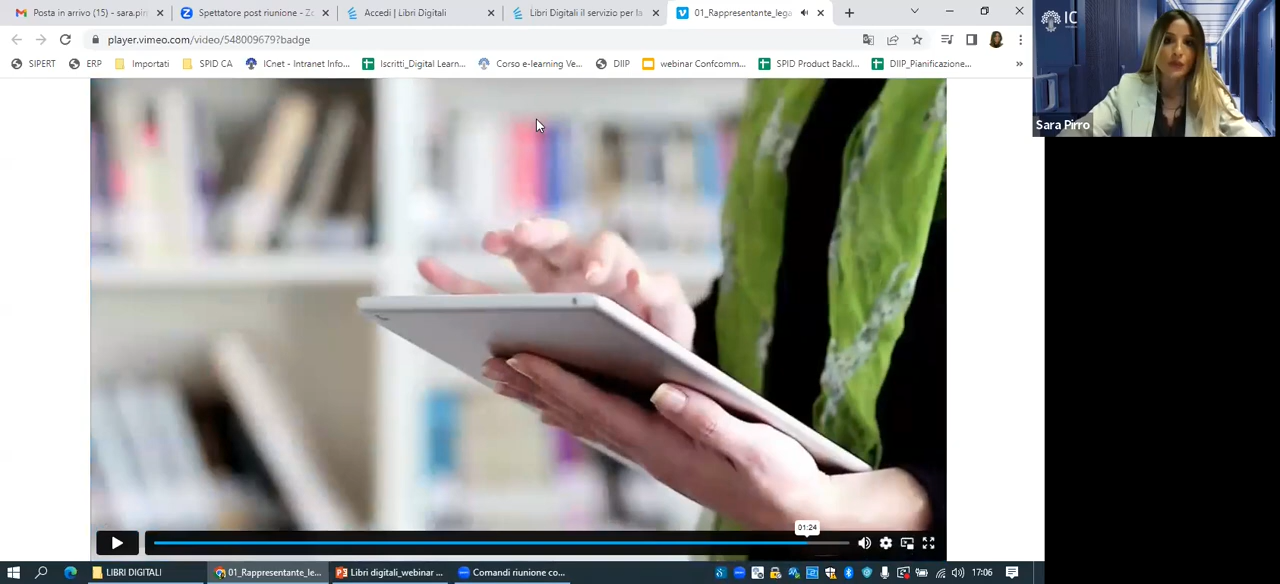 Posta in arrivo (15) - sara.pirr
Spettatore post riunione - Zo
Accedi | Libri Digitali
Libri Digitali il servizio per la
01_Rappresentante_lega
player.vimeo.com/video/548009679?badge
SIPERT
ERP
Importati
SPID CA
ICnet - Intranet Info...
Iscritti_Digital Learn...
Corso e-learning Ve...
DIIP
webinar Confcomm...
SPID Product Backl...
DIIP_Pianificazione...
»
IC
Sara Pirro
01:24
LIBRI DIGITALI
01_Rappresentante_le...
Libri digitali_webinar ...
Comandi riunione co...
17:06